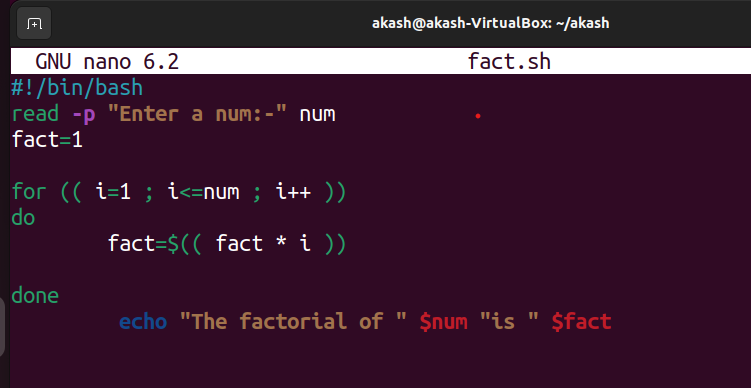 akash@akash-VirtualBox: ~/akash
GNU nano 6.2 fact.sh
#!/bin/bash
read -p "Enter a num:-" num
fact=1
for (( i=1 ; i<=num ; i++ ))
do
fact=$(( fact * i ))
done
echo "The factorial of " $num "is " $fact